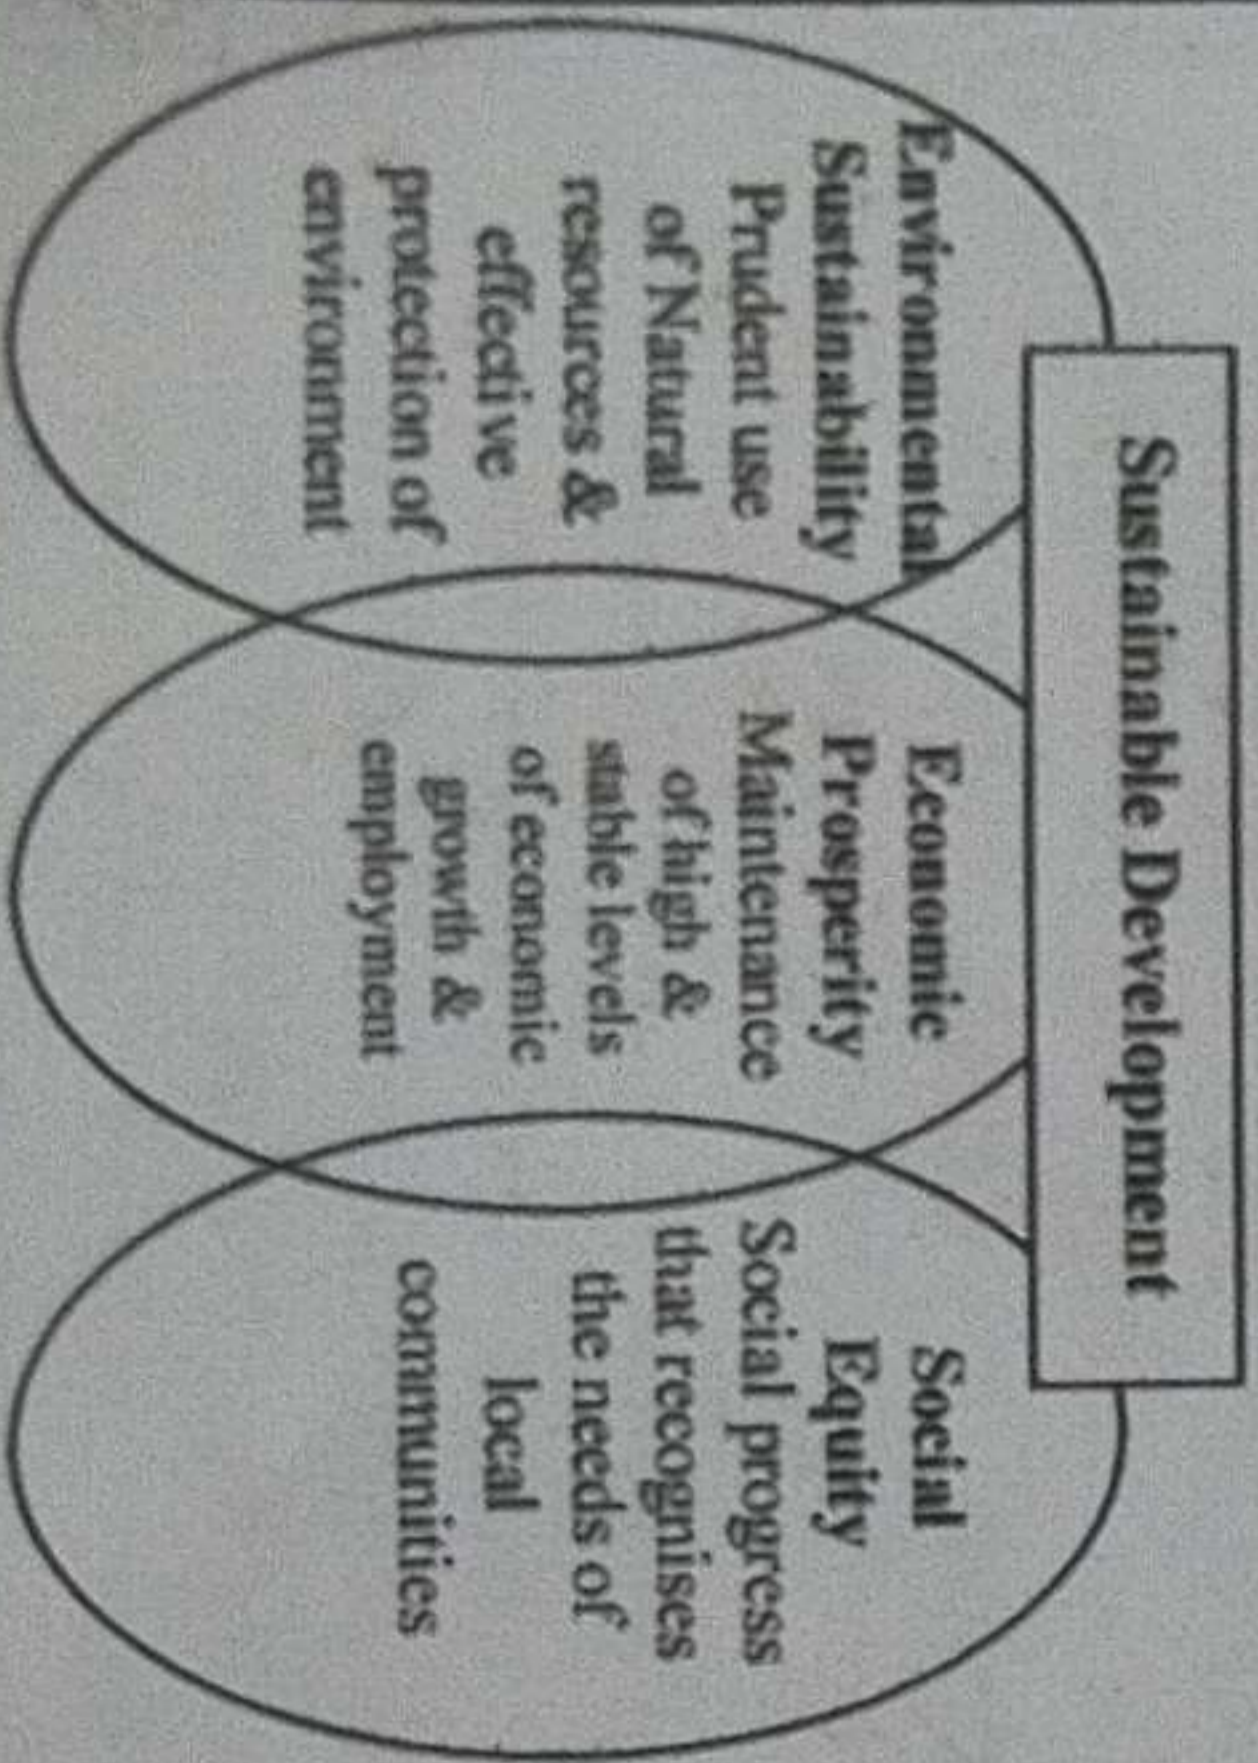 Sustainable Development
Environmental
Sustainability
Prudent use
of Natural
resources &
effective
protection of
environment
Economic
Prosperity
Maintenance
of high &
stable levels
of economic
growth &
employment
Social
Equity
Social progress
that recognises
the needs of
local
communities